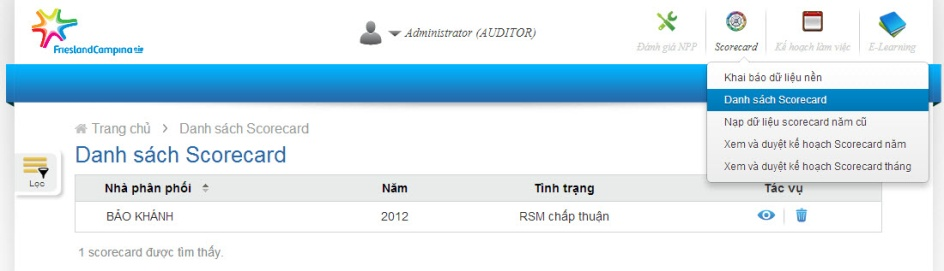 FrieslandCampina
Administrator (AUDITOR)
Đánh giá NPP
Scorecard
Kế hoạch làm việc
E-Learning
Khai báo dữ liệu nền
Danh sách Scorecard
Nạp dữ liệu scorecard năm cũ
Xem và duyệt kế hoạch Scorecard năm
Xem và duyệt kế hoạch Scorecard tháng
Trang chủ > Danh sách Scorecard
Danh sách Scorecard
Lọc
Nhà phân phối Năm Tình trạng Tác vụ
BẢO KHÁNH 2012 RSM chấp thuận
1 scorecard được tìm thấy.